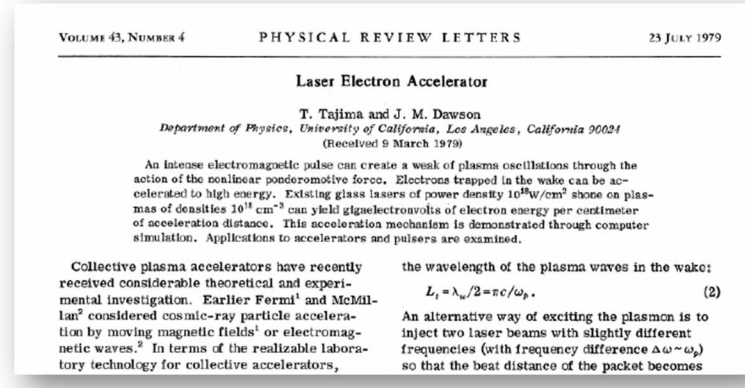 VOLUME 43, NUMBER 4
PHYSICAL REVIEW LETTERS
23 JULY 1979
Laser Electron Accelerator
T. Tajima and J. M. Dawson
Department of Physics, University of California, Los Angeles, California 90024
(Received 9 March 1979)
An intense electromagnetic pulse can create a weak of plasma oscillations through the
action of the nonlinear ponderomotive force. Electrons trapped in the wake can be ac-
celerated to high energy. Existing glass lasers of power density 10¹⁸W/cm² shone on plas-
mas of densities 10¹⁸ cm⁻³ can yield gigaelectronvolts of electron energy per centimeter
of acceleration distance. This acceleration mechanism is demonstrated through computer
simulation. Applications to accelerators and pulsers are examined.
Collective plasma accelerators have recently
received considerable theoretical and experi-
mental investigation. Earlier Fermi¹ and McMil-
lan² considered cosmic-ray particle accelera-
tion by moving magnetic fields¹ or electromag-
netic waves.² In terms of the realizable labora-
tory technology for collective accelerators,
the wavelength of the plasma waves in the wake:
Lₜ = λ_w/2 = πc/ω_p. (2)
An alternative way of exciting the plasmon is to
inject two laser beams with slightly different
frequencies (with frequency difference Δω~ω_p)
so that the beat distance of the packet becomes